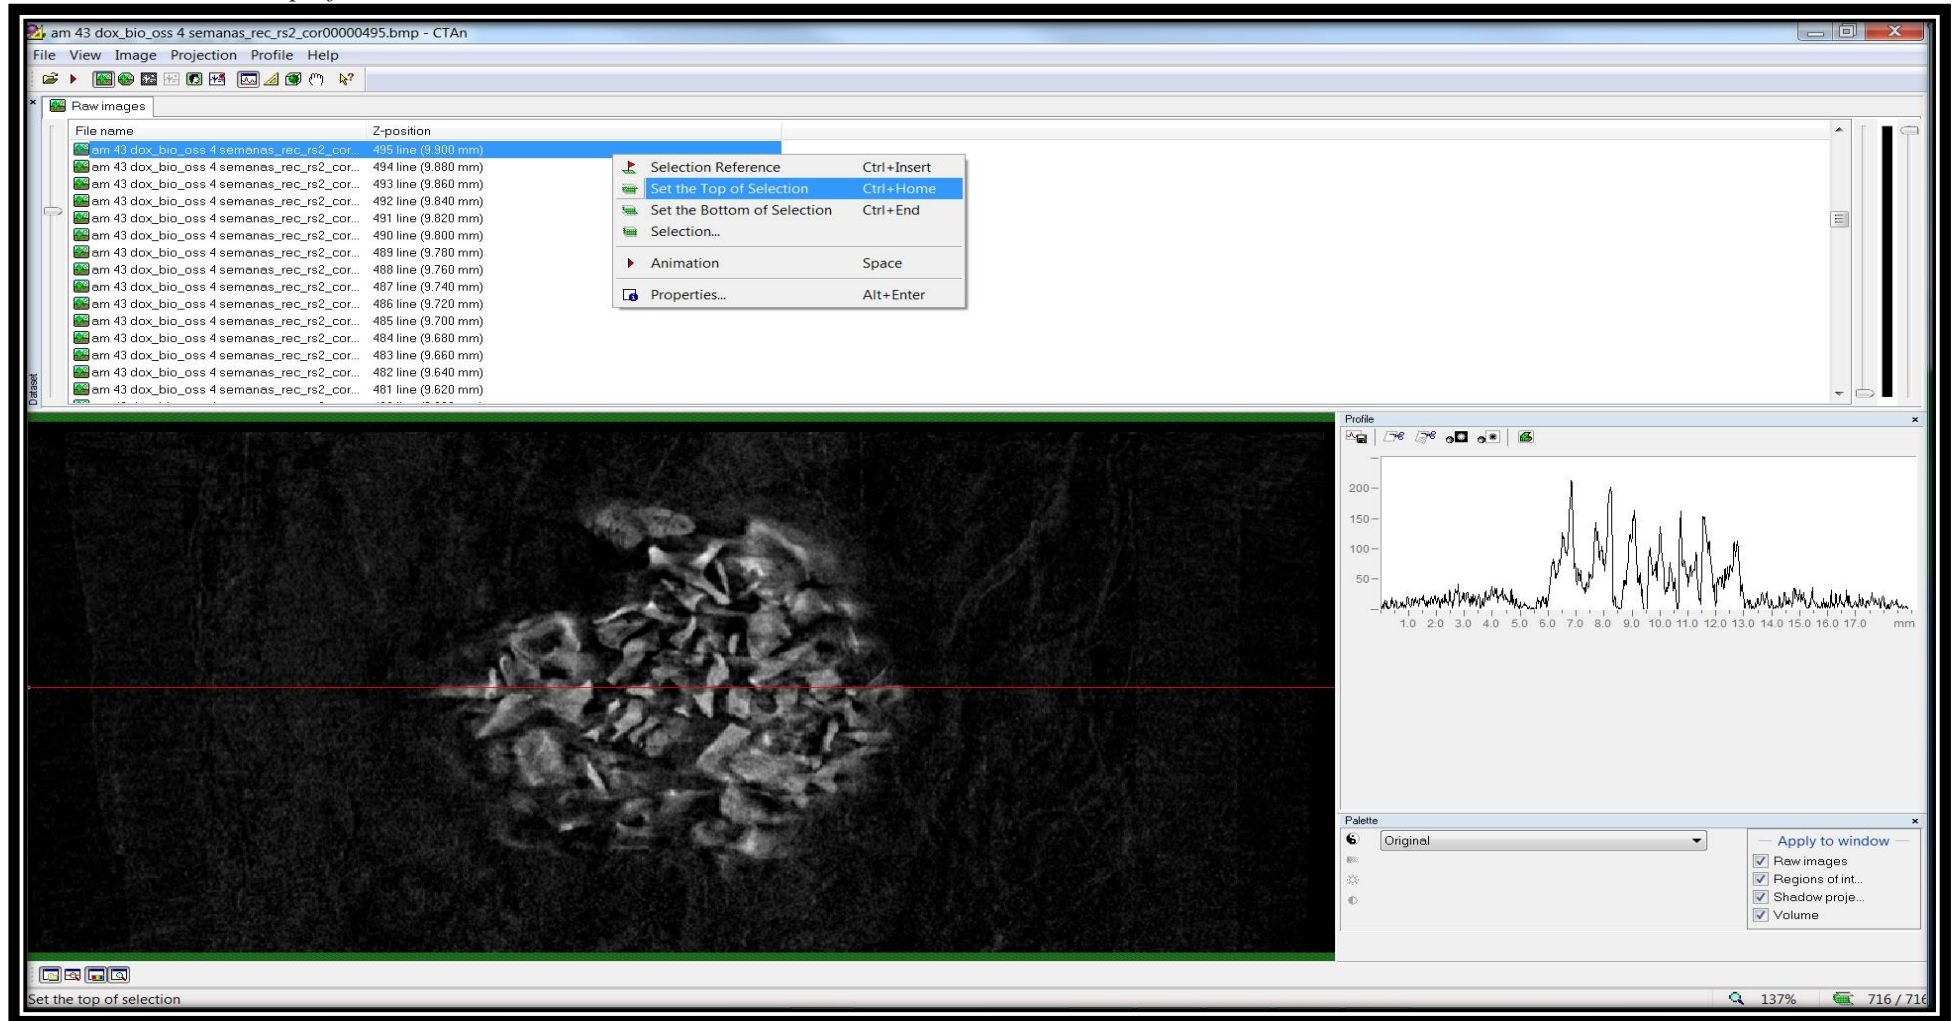 am 43 dox_bio_oss 4 semanas_rec_rs2_cor00000495.bmp - CTAn
File View Image Projection Profile Help
Raw images
File name Z-position
am 43 dox_bio_oss 4 semanas_rec_rs2_cor... 495 line (9.900 mm)
am 43 dox_bio_oss 4 semanas_rec_rs2_cor... 494 line (9.880 mm)
am 43 dox_bio_oss 4 semanas_rec_rs2_cor... 493 line (9.860 mm)
am 43 dox_bio_oss 4 semanas_rec_rs2_cor... 492 line (9.840 mm)
am 43 dox_bio_oss 4 semanas_rec_rs2_cor... 491 line (9.820 mm)
am 43 dox_bio_oss 4 semanas_rec_rs2_cor... 490 line (9.800 mm)
am 43 dox_bio_oss 4 semanas_rec_rs2_cor... 489 line (9.780 mm)
am 43 dox_bio_oss 4 semanas_rec_rs2_cor... 488 line (9.760 mm)
am 43 dox_bio_oss 4 semanas_rec_rs2_cor... 487 line (9.740 mm)
am 43 dox_bio_oss 4 semanas_rec_rs2_cor... 486 line (9.720 mm)
am 43 dox_bio_oss 4 semanas_rec_rs2_cor... 485 line (9.700 mm)
am 43 dox_bio_oss 4 semanas_rec_rs2_cor... 484 line (9.680 mm)
am 43 dox_bio_oss 4 semanas_rec_rs2_cor... 483 line (9.660 mm)
am 43 dox_bio_oss 4 semanas_rec_rs2_cor... 482 line (9.640 mm)
am 43 dox_bio_oss 4 semanas_rec_rs2_cor... 481 line (9.620 mm)
Dataset
Selection Reference Ctrl+Insert
Set the Top of Selection Ctrl+Home
Set the Bottom of Selection Ctrl+End
Selection...
Animation Space
Properties... Alt+Enter
Profile
200
150
100
50
1.0 2.0 3.0 4.0 5.0 6.0 7.0 8.0 9.0 10.0 11.0 12.0 13.0 14.0 15.0 16.0 17.0 mm
Palette
Original
Apply to window
Raw images
Regions of int...
Shadow proje...
Volume
Set the top of selection
137% 716 / 716